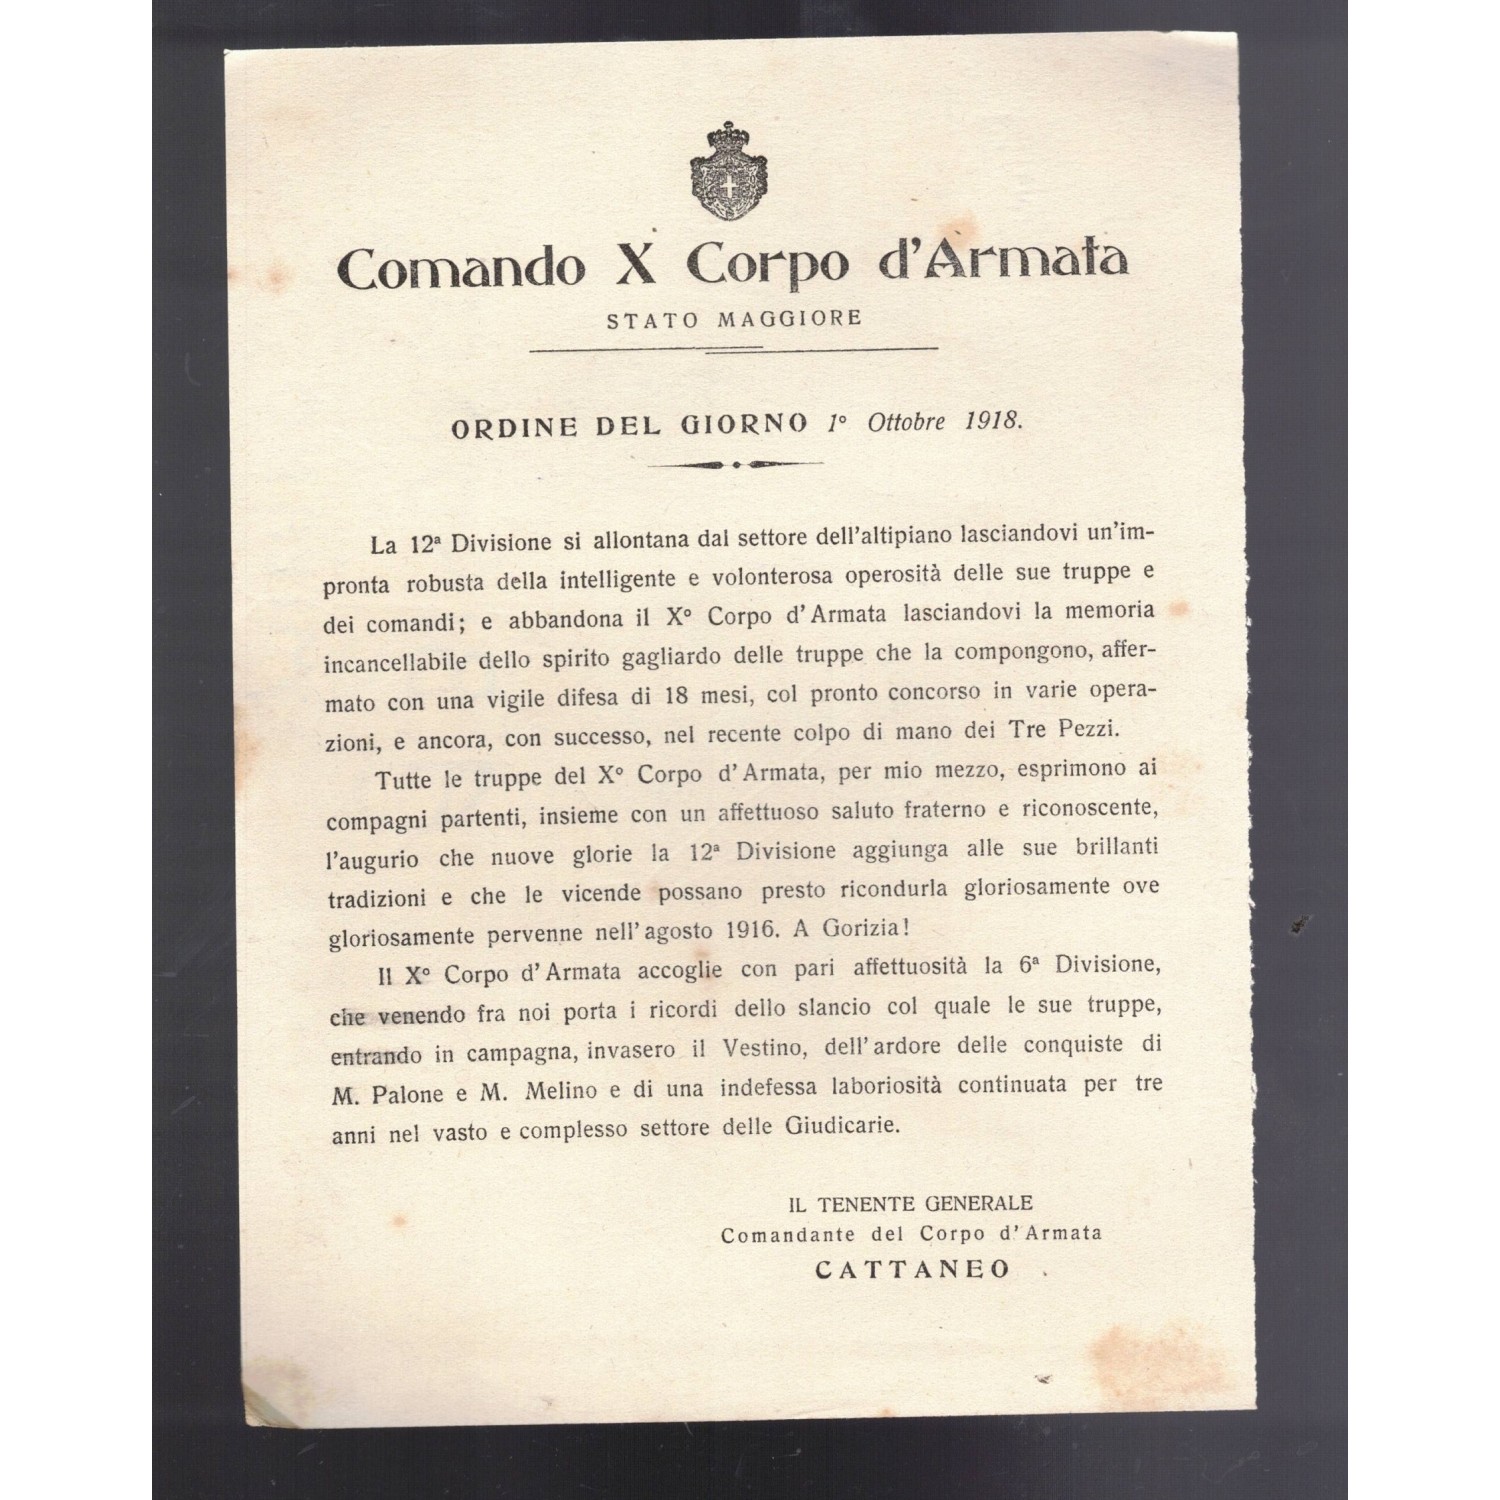 Comando X Corpo d'Armata
STATO MAGGIORE
ORDINE DEL GIORNO 1° Ottobre 1918.
La 12ª Divisione si allontana dal settore dell'altipiano lasciandovi un'im-
pronta robusta della intelligente e volonterosa operosità delle sue truppe e
dei comandi; e abbandona il X° Corpo d'Armata lasciandovi la memoria
incancellabile dello spirito gagliardo delle truppe che la compongono, affer-
mato con una vigile difesa di 18 mesi, col pronto concorso in varie opera-
zioni, e ancora, con successo, nel recente colpo di mano dei Tre Pezzi.
Tutte le truppe del X° Corpo d'Armata, per mio mezzo, esprimono ai
compagni partenti, insieme con un affettuoso saluto fraterno e riconoscente,
l'augurio che nuove glorie la 12ª Divisione aggiunga alle sue brillanti
tradizioni e che le vicende possano presto ricondurla gloriosamente ove
gloriosamente pervenne nell'agosto 1916. A Gorizia!
Il X° Corpo d'Armata accoglie con pari affettuosità la 6ª Divisione,
che venendo fra noi porta i ricordi dello slancio col quale le sue truppe,
entrando in campagna, invasero il Vestino, dell'ardore delle conquiste di
M. Palone e M. Melino e di una indefessa laboriosità continuata per tre
anni nel vasto e complesso settore delle Giudicarie.
IL TENENTE GENERALE
Comandante del Corpo d'Armata
CATTANEO